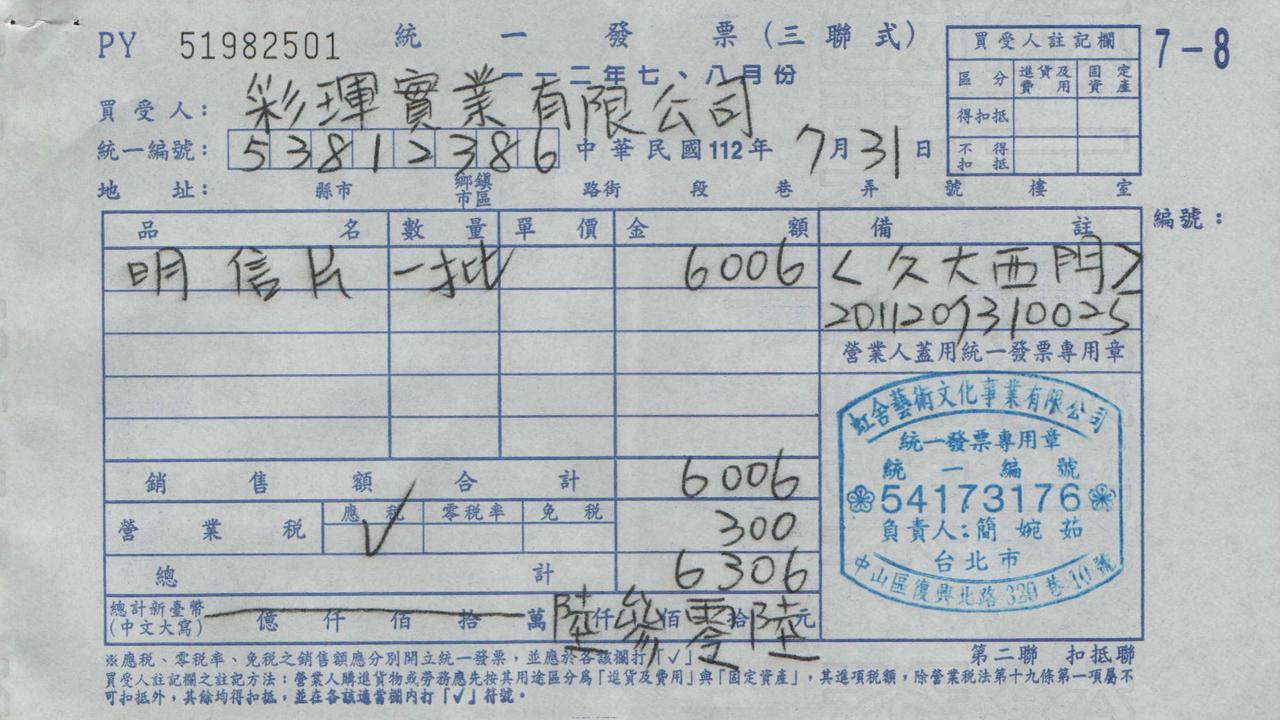 PY 51982501 統一發票(三聯式) 7-8
一一二年七、八月份
買受人註記欄
區分 進貨及費用 固定資產
得扣抵
不得扣抵
買受人: 彩琿實業有限公司
統一編號: 53812386 中華民國112年7月31日
地址: 縣市 鄉鎮市區 路街 段 巷 弄 號 樓 室
品名 數量 單價 金額 備註 編號:
明信片 一批 6006 <久大西門>
2011209310025
營業人蓋用統一發票專用章
虹舍藝術文化事業有限公司
統一發票專用章
統一編號
54173176
負責人:簡婉茹
台北市
中山區復興北路320巷10號
銷售額合計 6006
營業稅 應稅 √ 零稅率 免稅 300
總計 6306
總計新臺幣(中文大寫) 億仟佰拾萬陸仟參佰零拾陸元
第二聯 扣抵聯
※應稅、零稅率、免稅之銷售額應分別開立統一發票,並應於各該欄打「√」
買受人註記欄之註記方法:營業人購進貨物或勞務應先按其用途區分為「進貨及費用」與「固定資產」,其進項稅額,除營業稅法第十九條第一項屬不
可扣抵外,其餘均得扣抵,並在各該適當欄內打「√」符號。